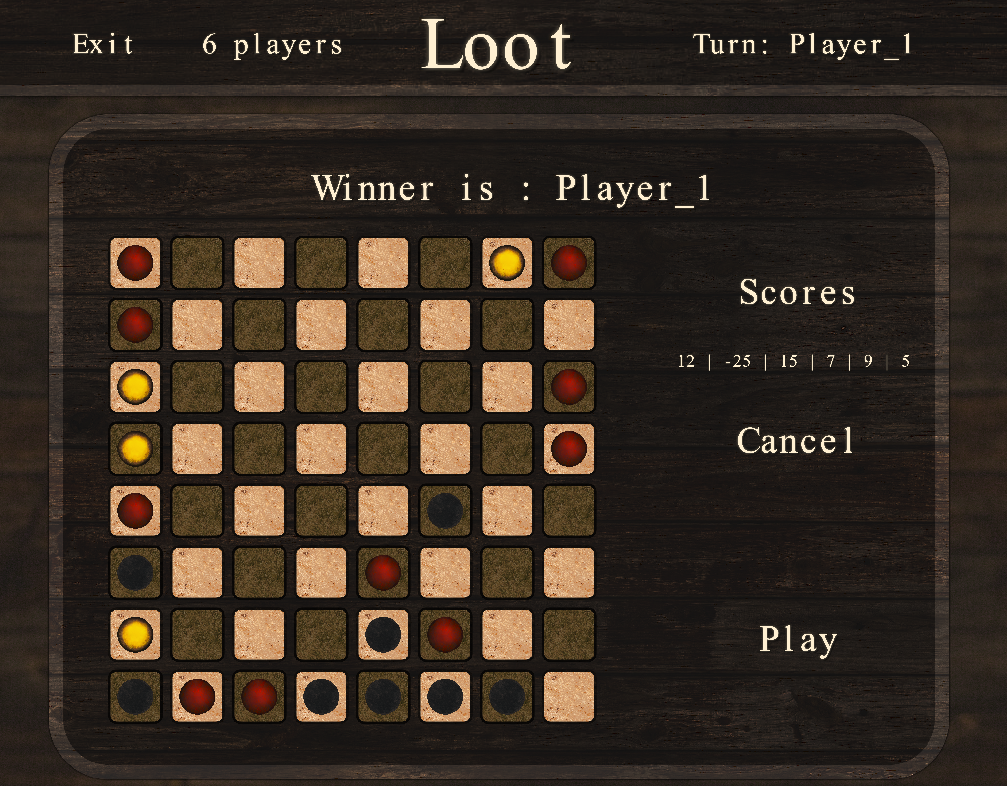 Exit 6 players Loot Turn: Player_1
Winner is : Player_1
Scores
12 | -25 | 15 | 7 | 9 | 5
Cancel
Play